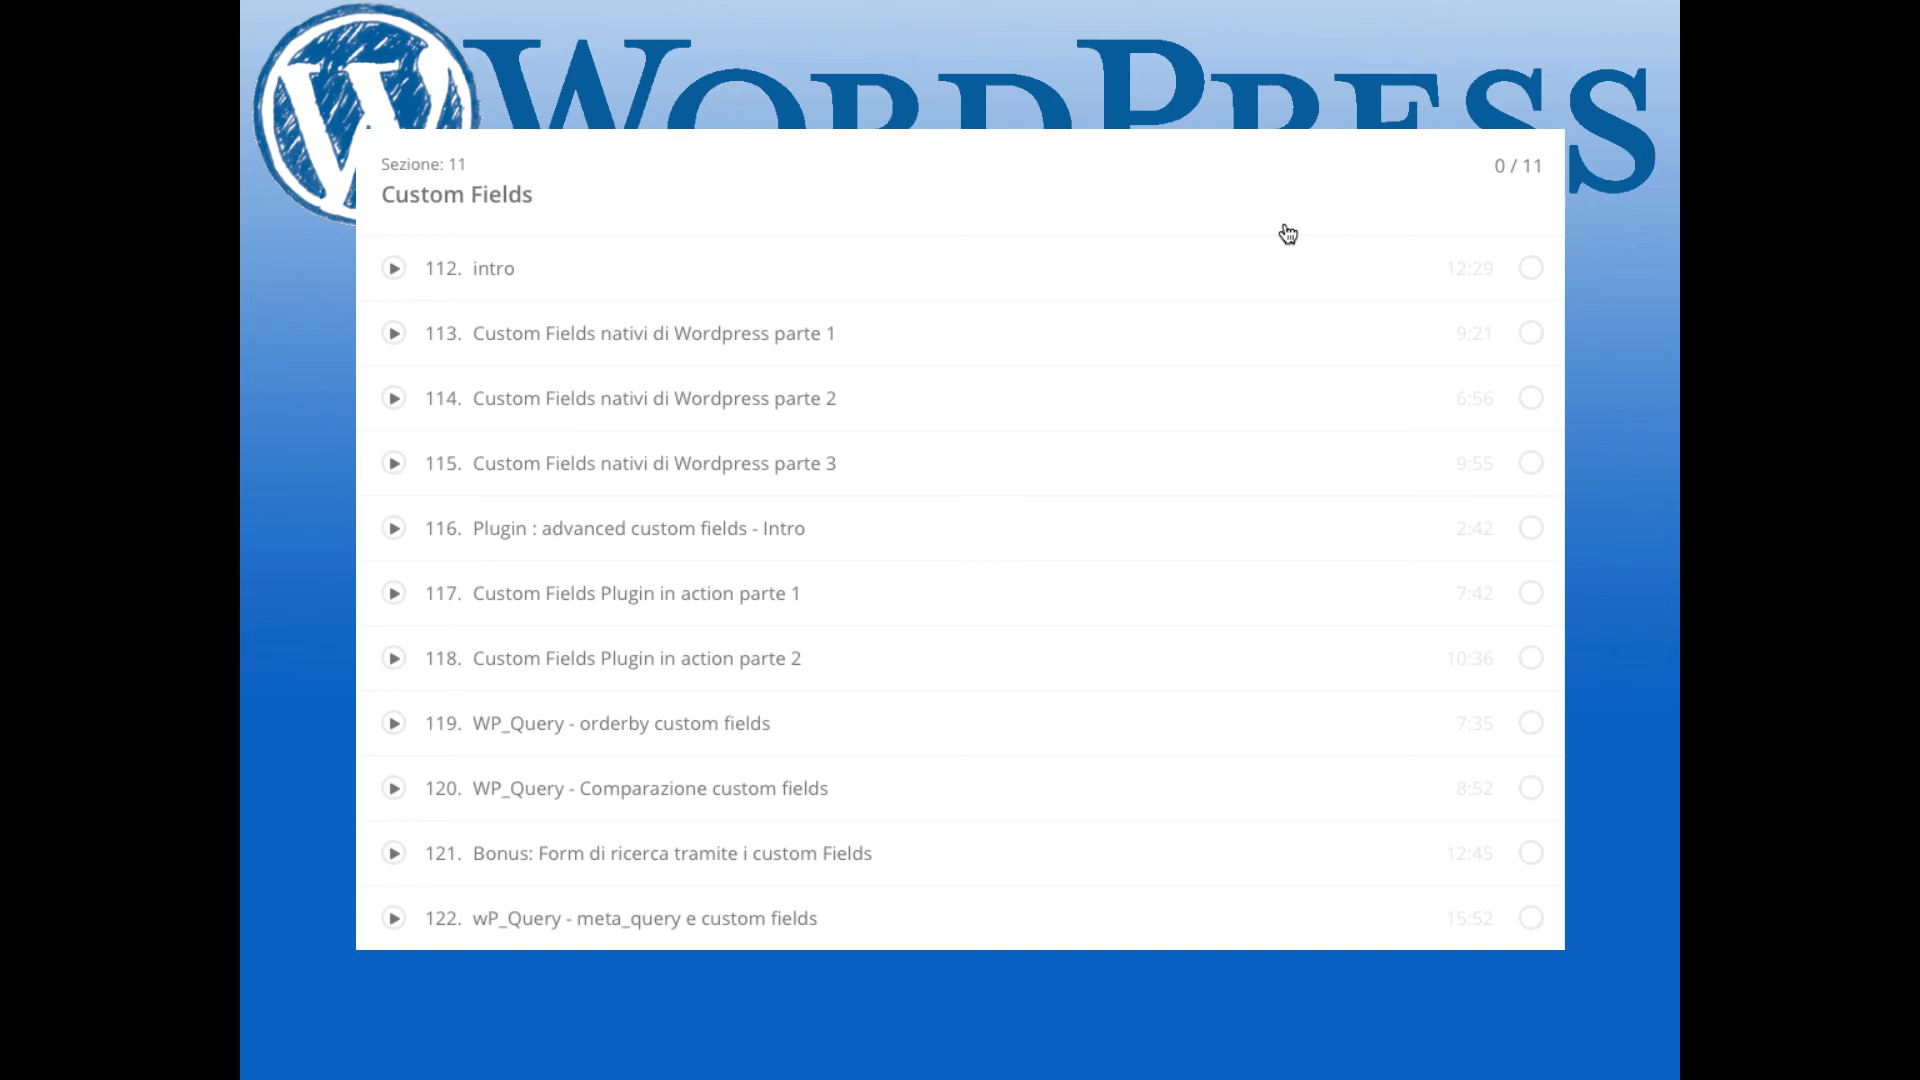 WORDPRESS
Sezione: 11
0 / 11
Custom Fields
112. intro 12:29
113. Custom Fields nativi di Wordpress parte 1 9:21
114. Custom Fields nativi di Wordpress parte 2 6:56
115. Custom Fields nativi di Wordpress parte 3 9:55
116. Plugin : advanced custom fields - Intro 2:42
117. Custom Fields Plugin in action parte 1 7:42
118. Custom Fields Plugin in action parte 2 10:36
119. WP_Query - orderby custom fields 7:35
120. WP_Query - Comparazione custom fields 8:52
121. Bonus: Form di ricerca tramite i custom Fields 12:45
122. wP_Query - meta_query e custom fields 15:52